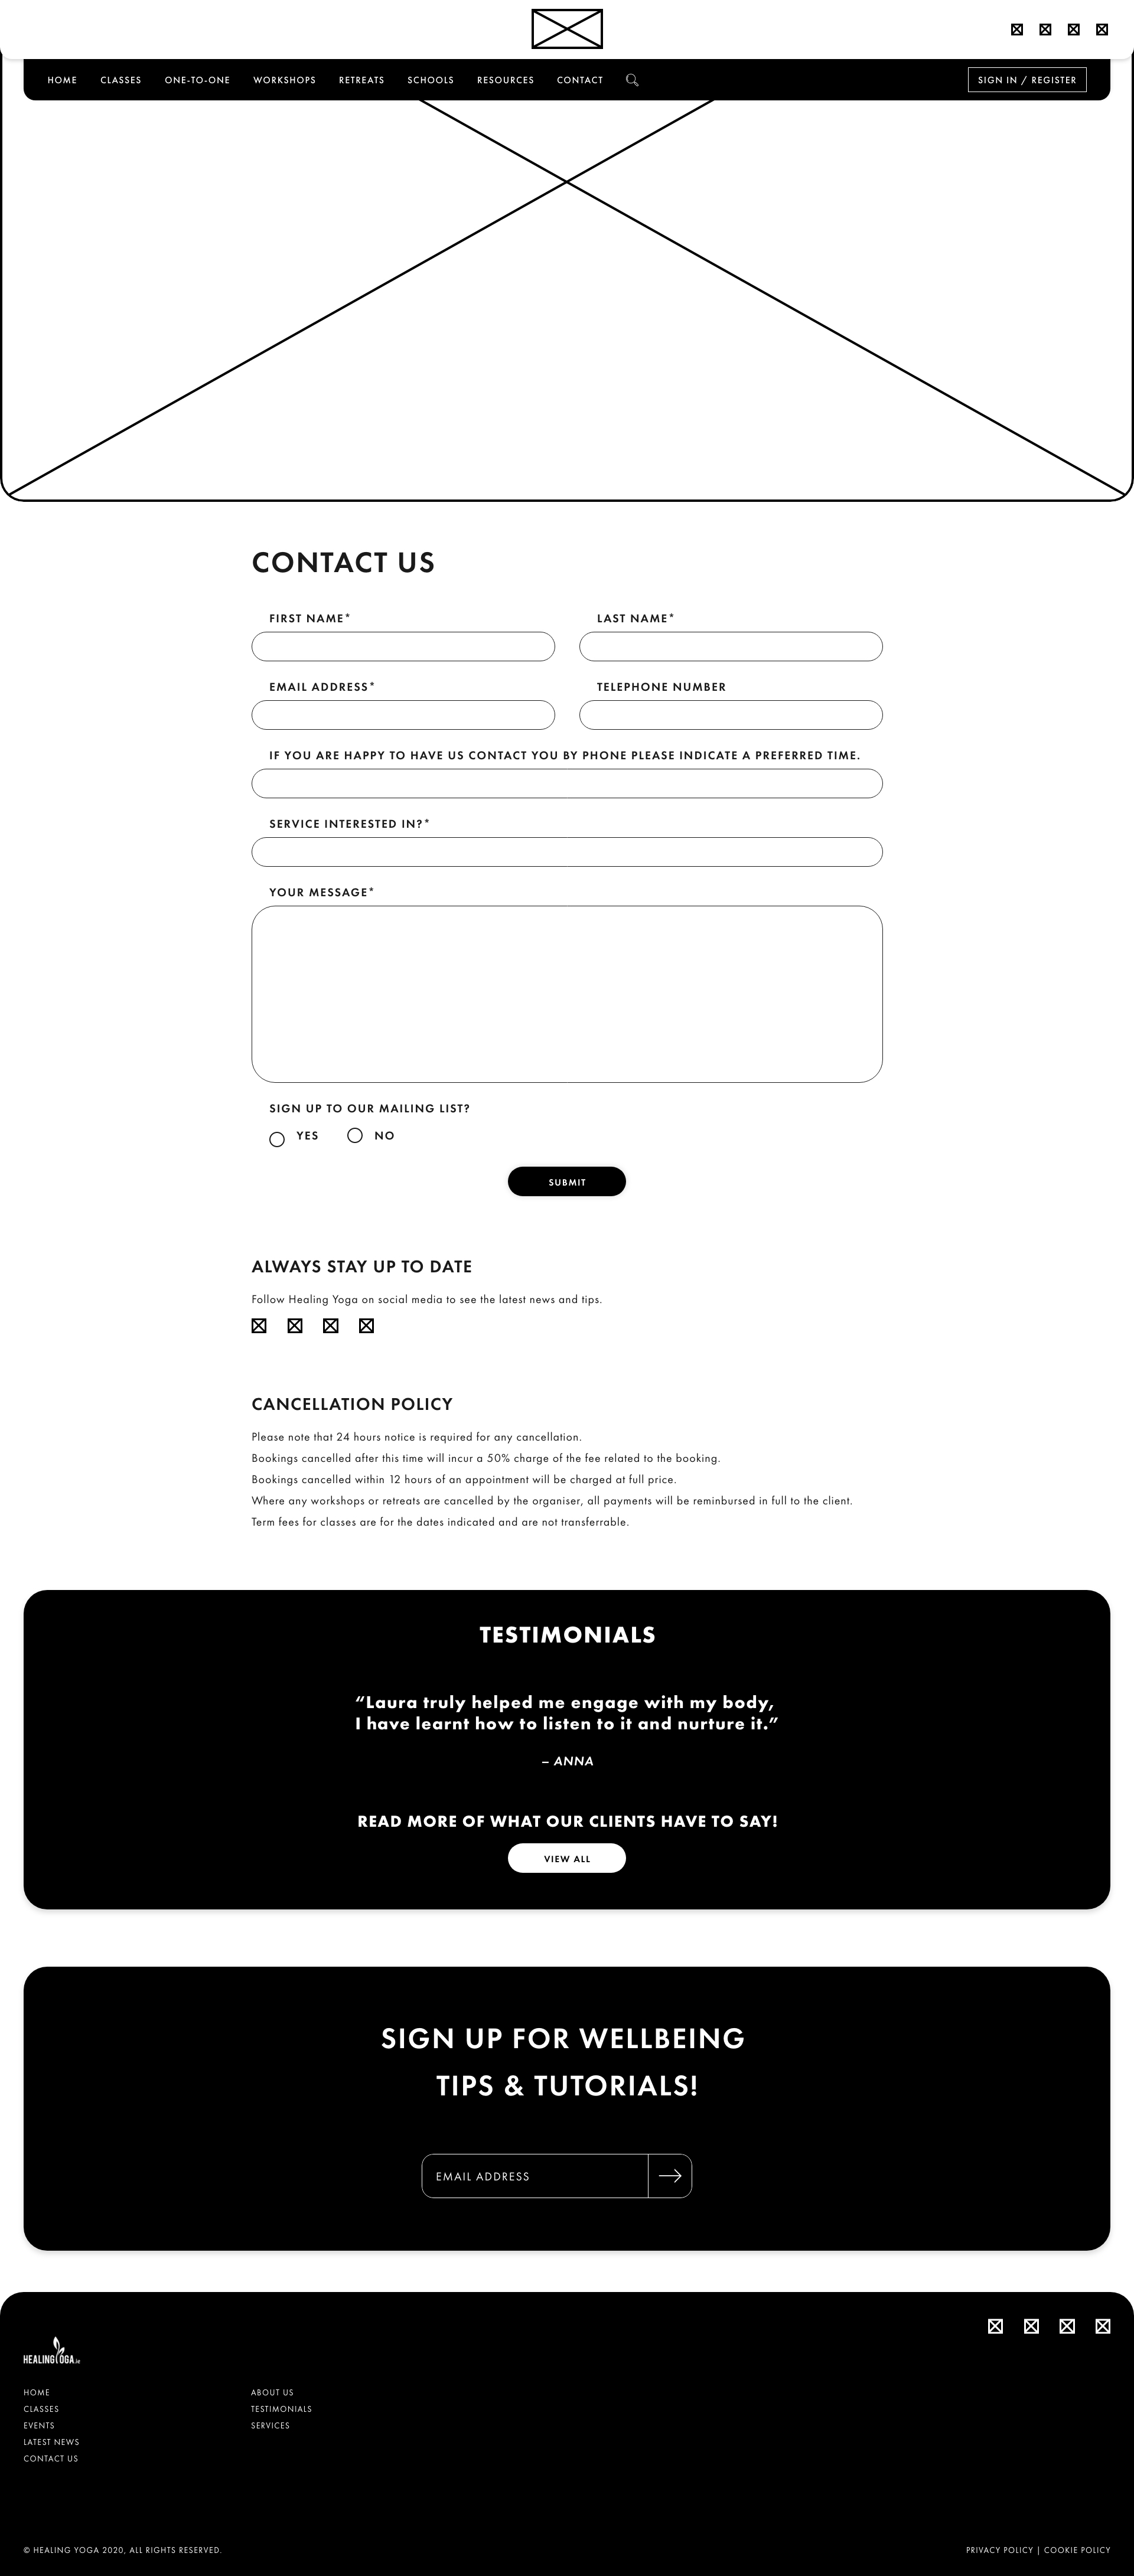 HOME CLASSES ONE-TO-ONE WORKSHOPS RETREATS SCHOOLS RESOURCES CONTACT SIGN IN / REGISTER
CONTACT US
FIRST NAME* LAST NAME*
EMAIL ADDRESS* TELEPHONE NUMBER
IF YOU ARE HAPPY TO HAVE US CONTACT YOU BY PHONE PLEASE INDICATE A PREFERRED TIME.
SERVICE INTERESTED IN?*
YOUR MESSAGE*
SIGN UP TO OUR MAILING LIST?
YES NO
SUBMIT
ALWAYS STAY UP TO DATE
Follow Healing Yoga on social media to see the latest news and tips.
CANCELLATION POLICY
Please note that 24 hours notice is required for any cancellation.
Bookings cancelled after this time will incur a 50% charge of the fee related to the booking.
Bookings cancelled within 12 hours of an appointment will be charged at full price.
Where any workshops or retreats are cancelled by the organiser, all payments will be reminbursed in full to the client.
Term fees for classes are for the dates indicated and are not transferrable.
TESTIMONIALS
“Laura truly helped me engage with my body,
I have learnt how to listen to it and nurture it.”
– ANNA
READ MORE OF WHAT OUR CLIENTS HAVE TO SAY!
VIEW ALL
SIGN UP FOR WELLBEING
TIPS & TUTORIALS!
EMAIL ADDRESS
HEALINGYOGA.ie
HOME ABOUT US
CLASSES TESTIMONIALS
EVENTS SERVICES
LATEST NEWS
CONTACT US
© HEALING YOGA 2020, ALL RIGHTS RESERVED. PRIVACY POLICY | COOKIE POLICY